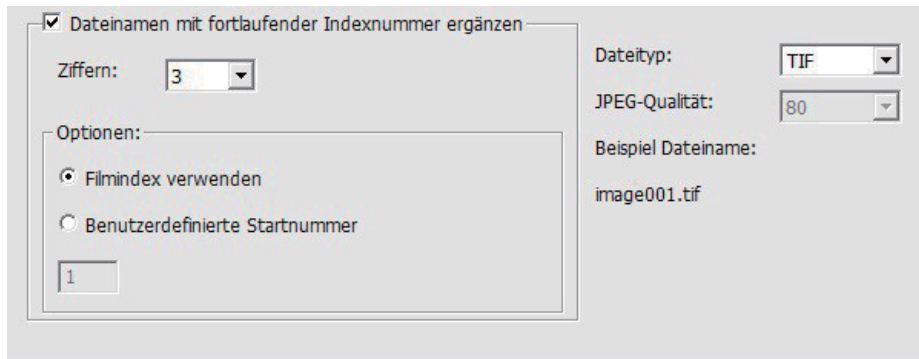 Dateinamen mit fortlaufender Indexnummer ergänzen
Ziffern:
3
Optionen:
Filmindex verwenden
Benutzerdefinierte Startnummer
1
Dateityp:
TIF
JPEG-Qualität:
80
Beispiel Dateiname:
image001.tif